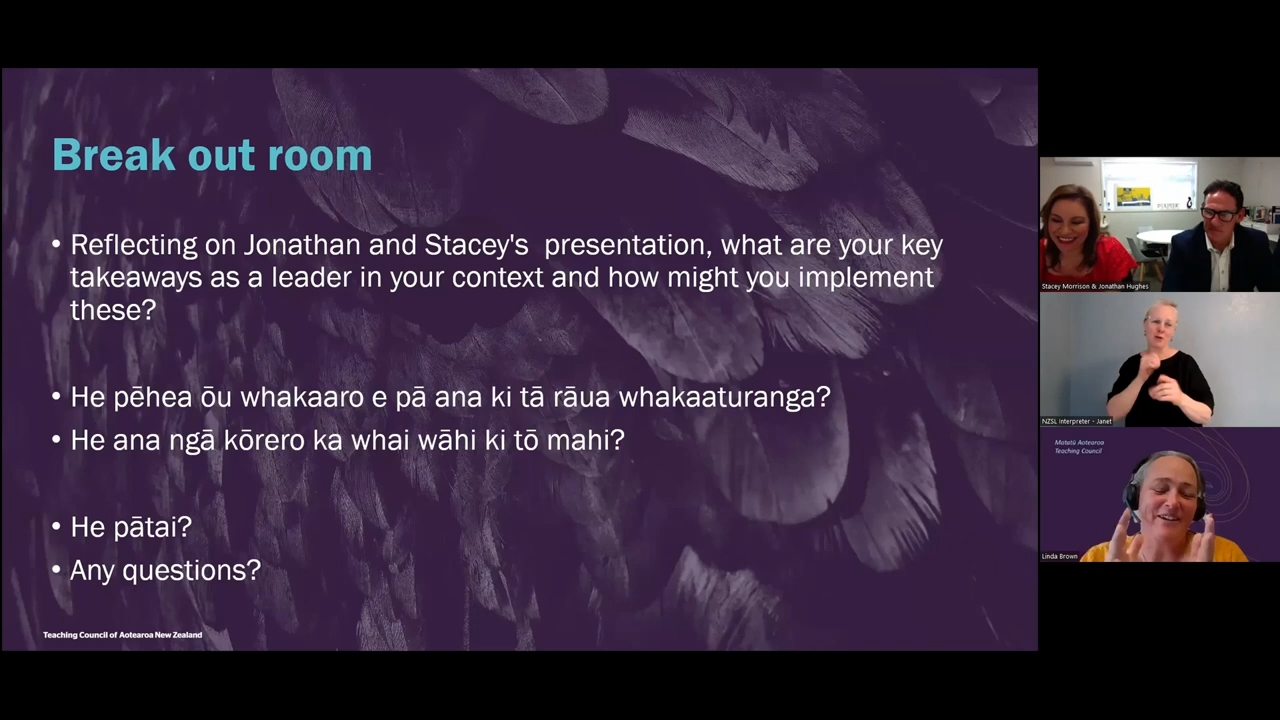 Break out room
• Reflecting on Jonathan and Stacey's  presentation, what are your key
takeaways as a leader in your context and how might you implement
these?
• He pēhea ōu whakaaro e pā ana ki tā rāua whakaaturanga?
• He ana ngā kōrero ka whai wāhi ki tō mahi?
• He pātai?
• Any questions?
Teaching Council of Aotearoa New Zealand
Stacey Morrison & Jonathan Hughes
NZSL Interpreter - Janet
Matatū Aotearoa
Teaching Council
Linda Brown